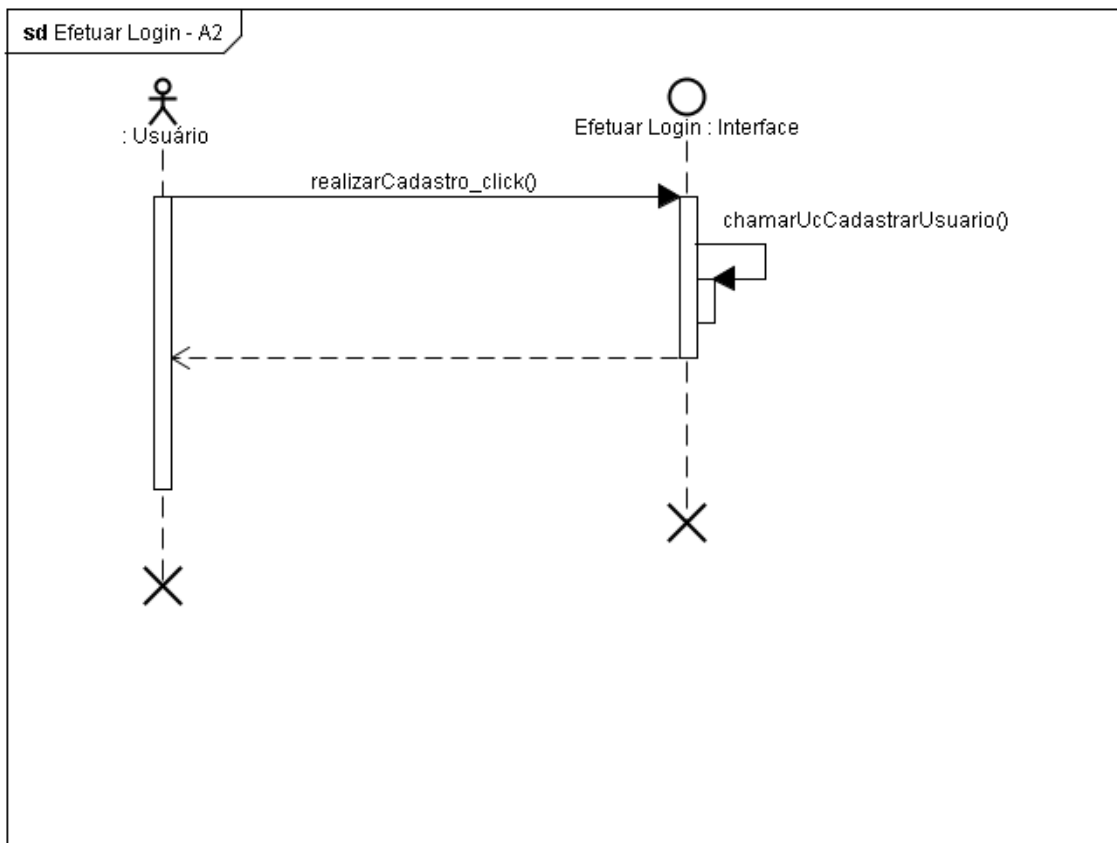 sd Efetuar Login - A2
: Usuário
Efetuar Login : Interface
realizarCadastro_click()
chamarUcCadastrarUsuario()